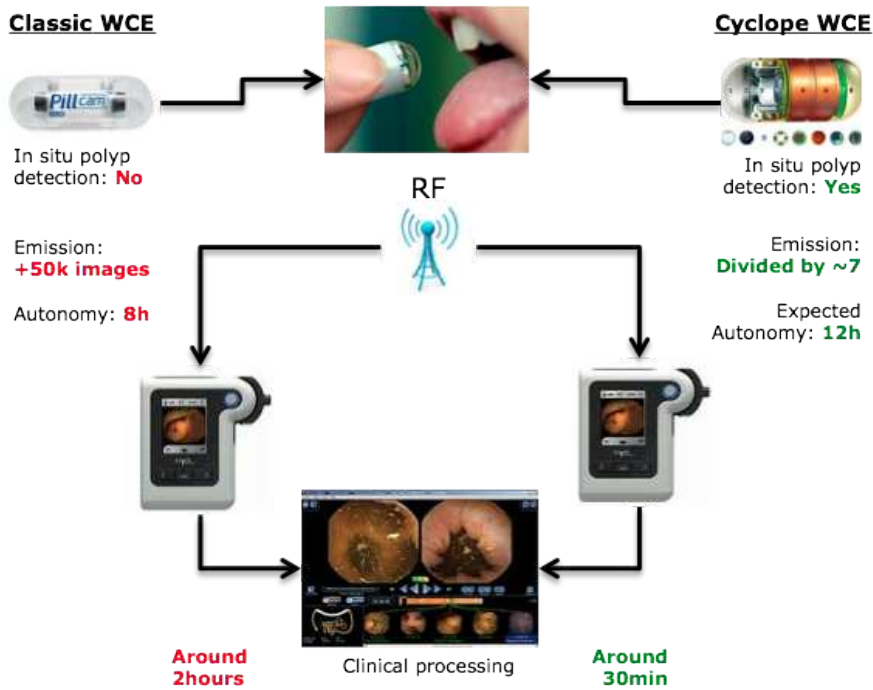 Classic WCE
Cyclope WCE
Pillcam
In situ polyp
detection: No
In situ polyp
detection: Yes
RF
Emission:
+50k images
Emission:
Divided by ~7
Autonomy: 8h
Expected
Autonomy: 12h
Around
2hours
Clinical processing
Around
30min